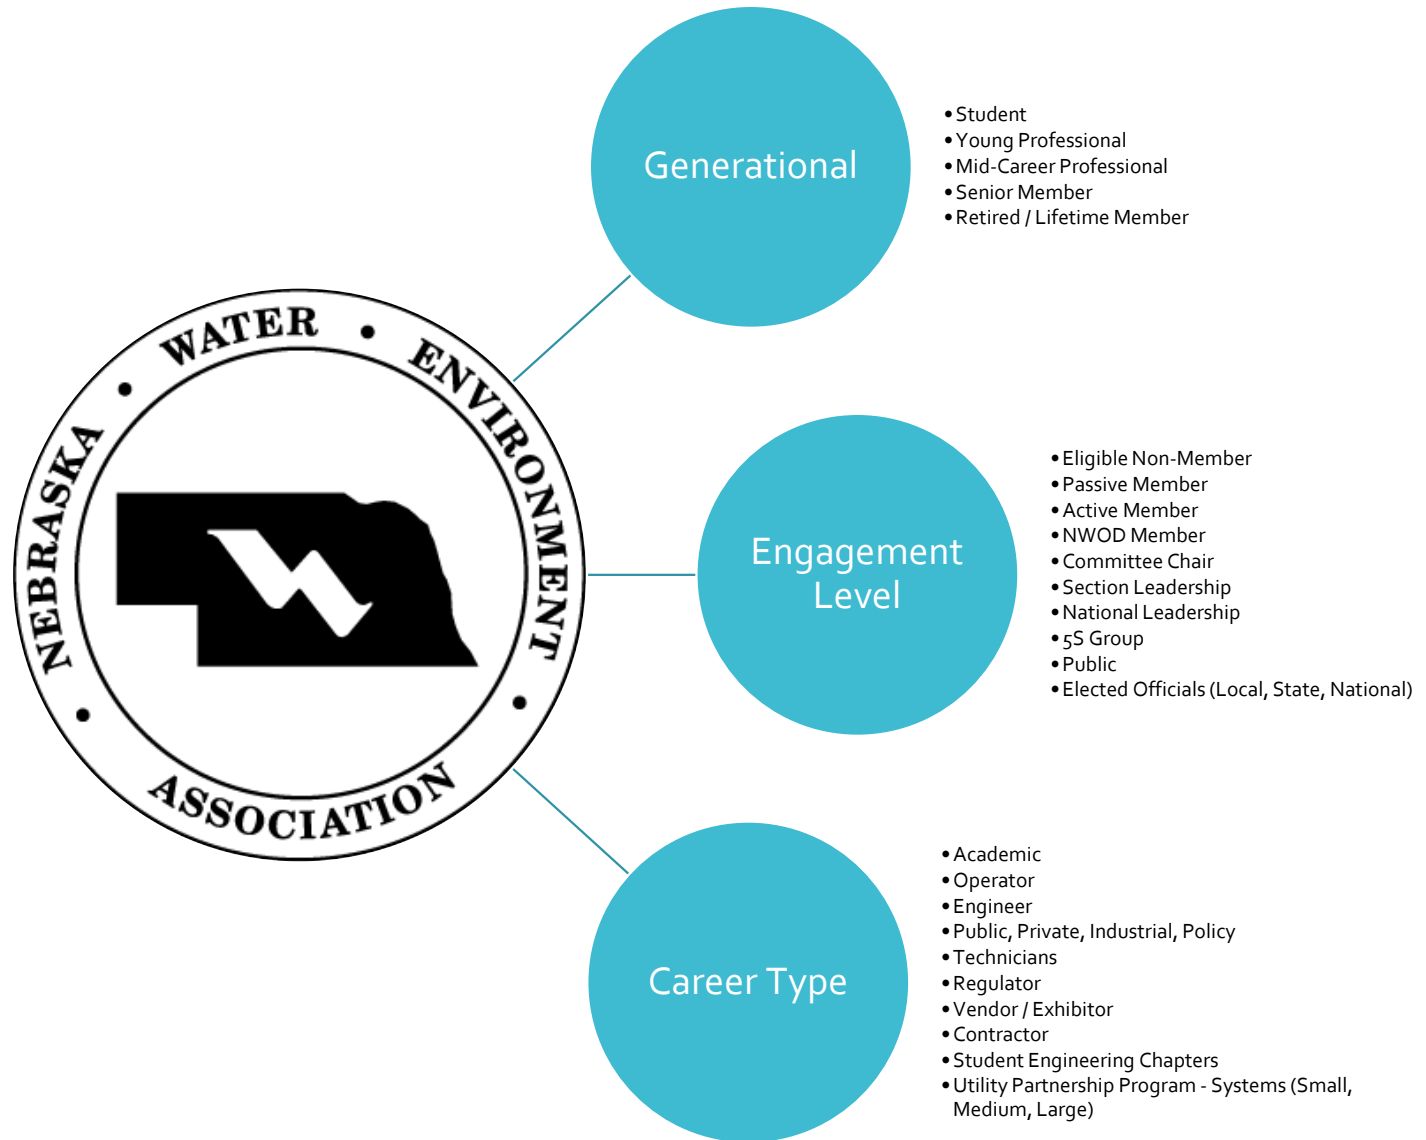 NEBRASKA • WATER • ENVIRONMENT • ASSOCIATION •
Generational
• Student
• Young Professional
• Mid-Career Professional
• Senior Member
• Retired / Lifetime Member
Engagement
Level
• Eligible Non-Member
• Passive Member
• Active Member
• NWOD Member
• Committee Chair
• Section Leadership
• National Leadership
• 5S Group
• Public
• Elected Officials (Local, State, National)
Career Type
• Academic
• Operator
• Engineer
• Public, Private, Industrial, Policy
• Technicians
• Regulator
• Vendor / Exhibitor
• Contractor
• Student Engineering Chapters
• Utility Partnership Program - Systems (Small,
Medium, Large)